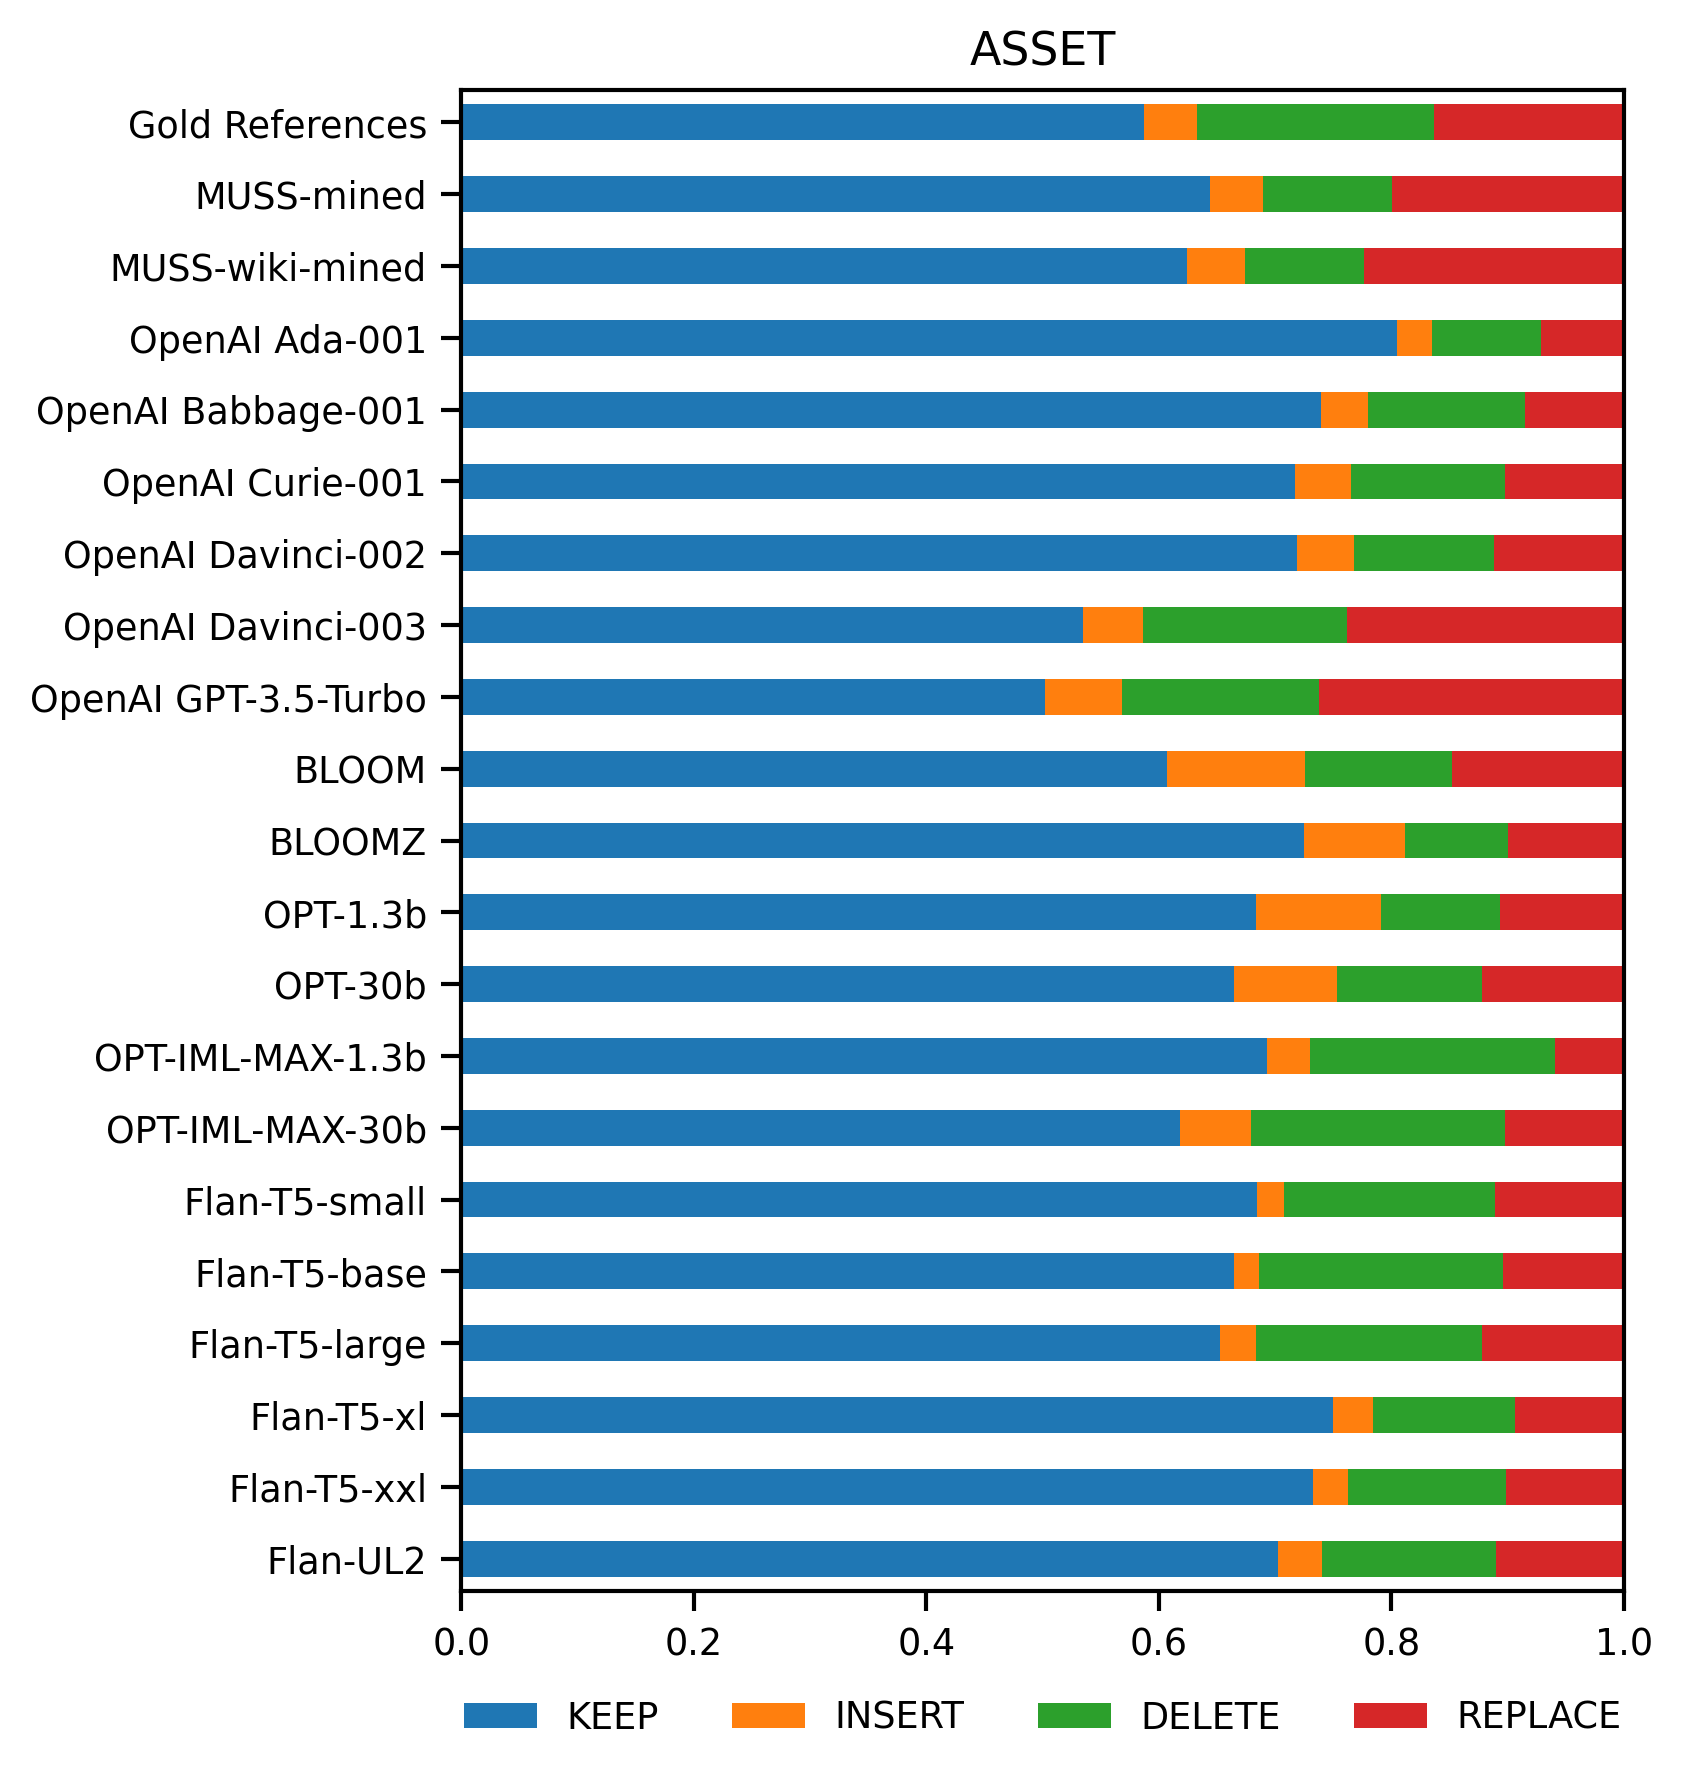 ASSET
Gold References
MUSS-mined
MUSS-wiki-mined
OpenAI Ada-001
OpenAI Babbage-001
OpenAI Curie-001
OpenAI Davinci-002
OpenAI Davinci-003
OpenAI GPT-3.5-Turbo
BLOOM
BLOOMZ
OPT-1.3b
OPT-30b
OPT-IML-MAX-1.3b
OPT-IML-MAX-30b
Flan-T5-small
Flan-T5-base
Flan-T5-large
Flan-T5-xl
Flan-T5-xxl
Flan-UL2
0.0 0.2 0.4 0.6 0.8 1.0
KEEP INSERT DELETE REPLACE